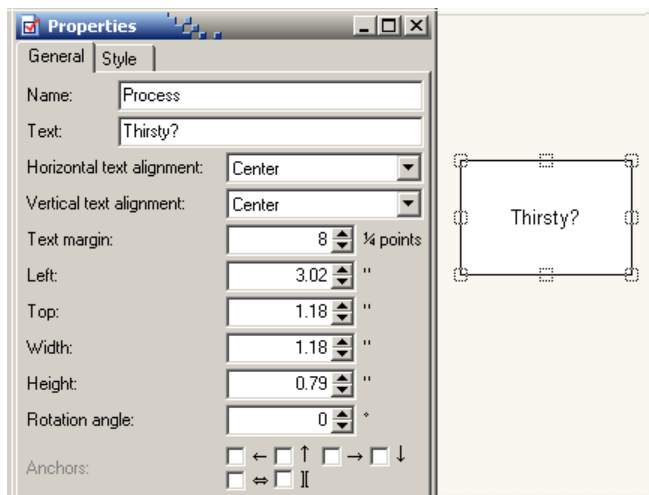 Properties
General Style
Name: Process
Text: Thirsty?
Horizontal text alignment: Center
Vertical text alignment: Center
Text margin: 8 ¼ points
Left: 3.02 "
Top: 1.18 "
Width: 1.18 "
Height: 0.79 "
Rotation angle: 0 °
Anchors: ← ↑ → ↓
⇔ ][
Thirsty?